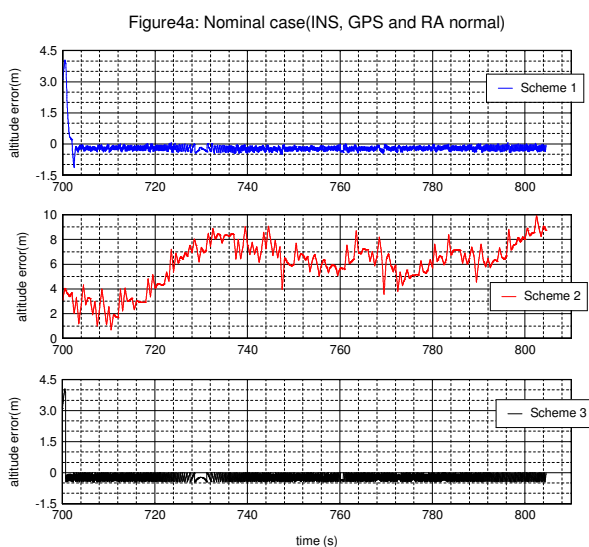 Figure4a: Nominal case(INS, GPS and RA normal)
altitude error(m)
4.5
3.0
1.5
0
-1.5
Scheme 1
700 720 740 760 780 800
altitude error(m)
10
8
6
4
2
0
Scheme 2
700 720 740 760 780 800
altitude error(m)
4.5
3.0
1.5
0
-1.5
Scheme 3
700 720 740 760 780 800
time (s)